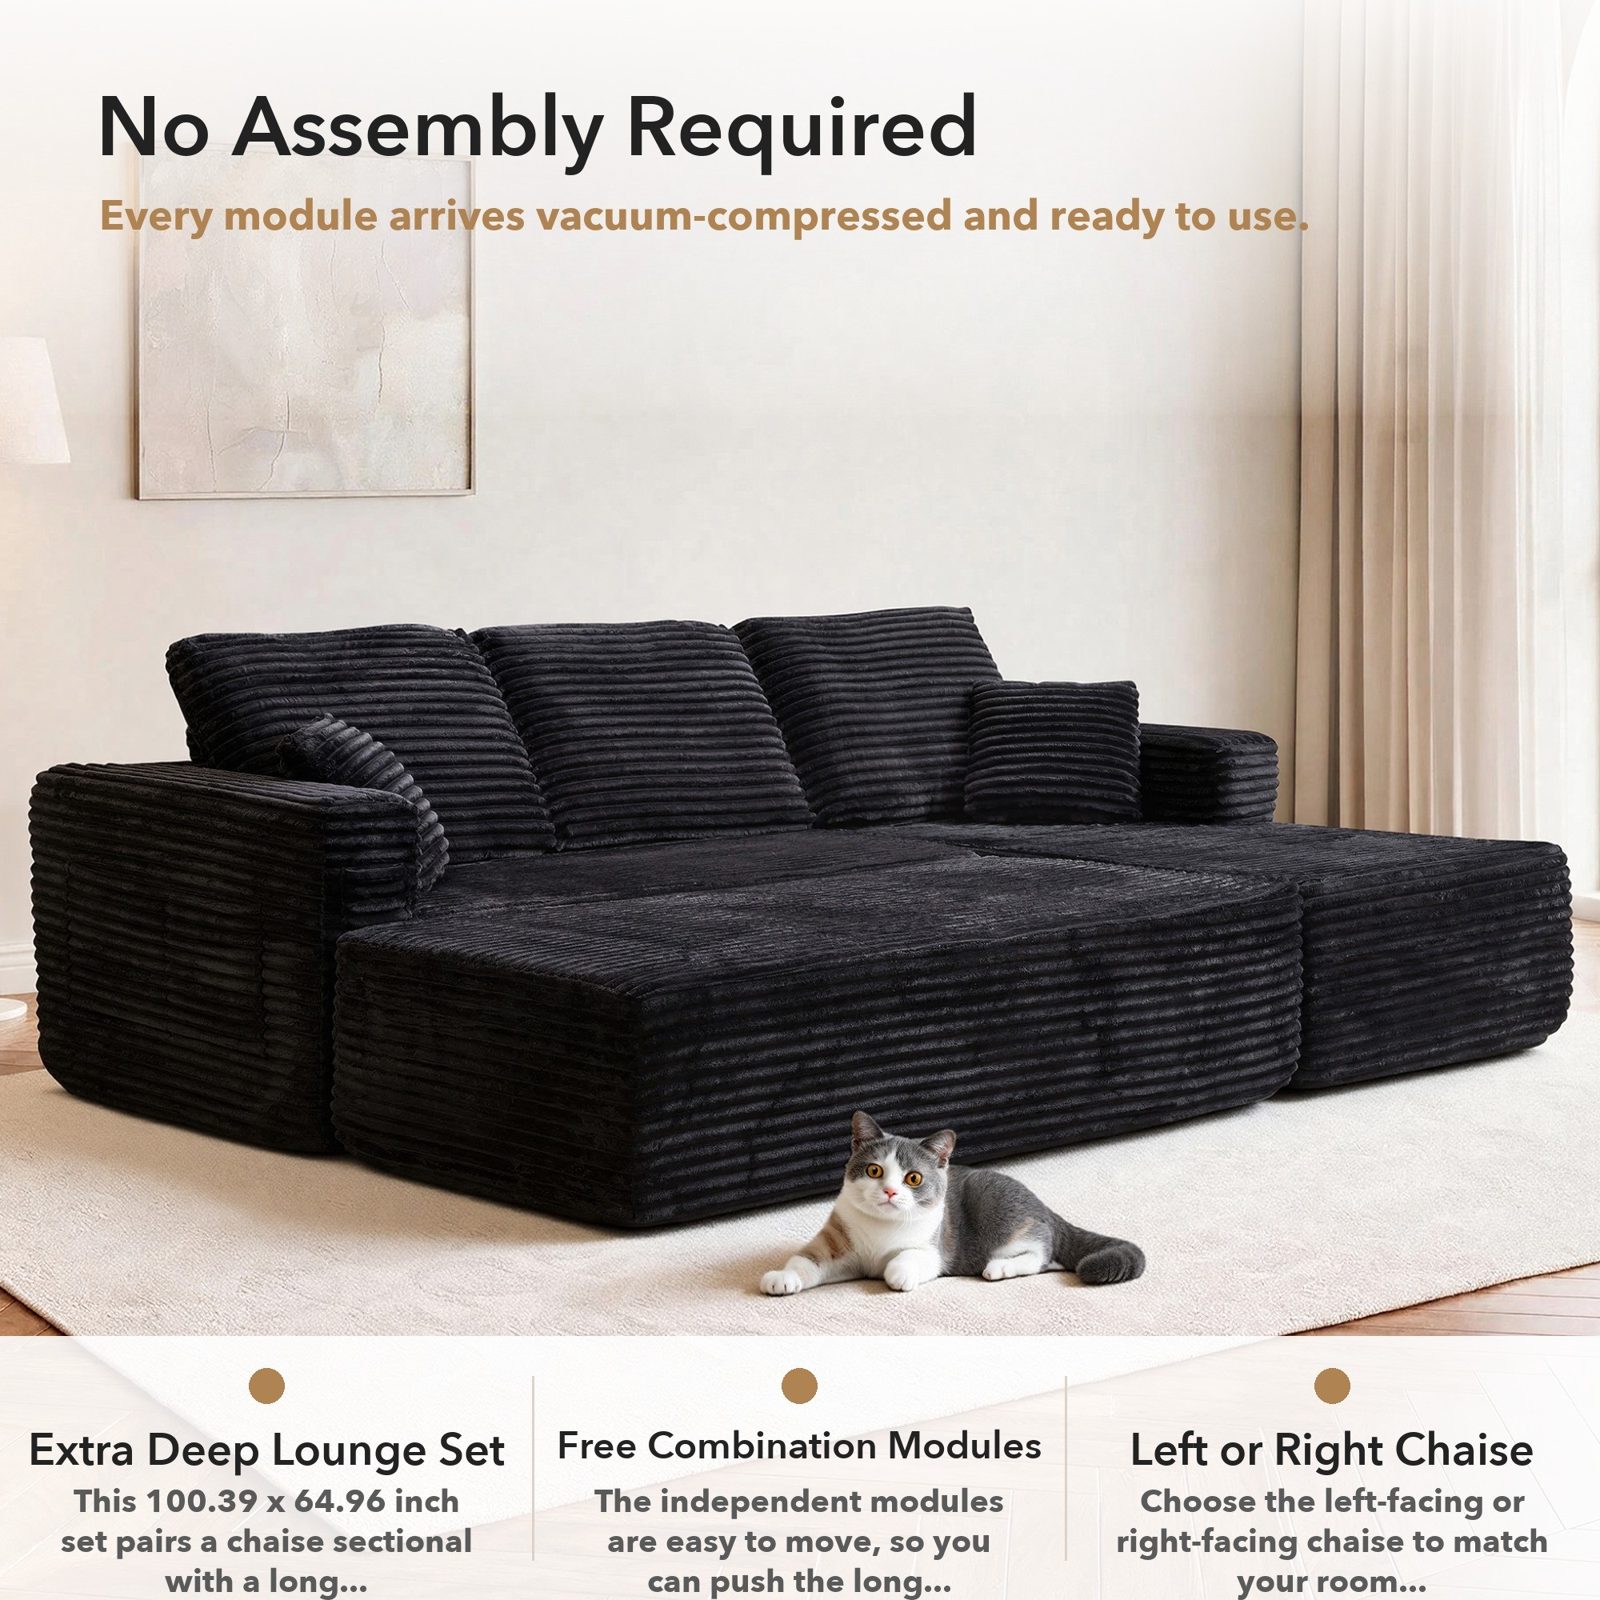 No Assembly Required
Every module arrives vacuum-compressed and ready to use.
Extra Deep Lounge Set
This 100.39 x 64.96 inch
set pairs a chaise sectional
with a long...
Free Combination Modules
The independent modules
are easy to move, so you
can push the long...
Left or Right Chaise
Choose the left-facing or
right-facing chaise to match
your room...